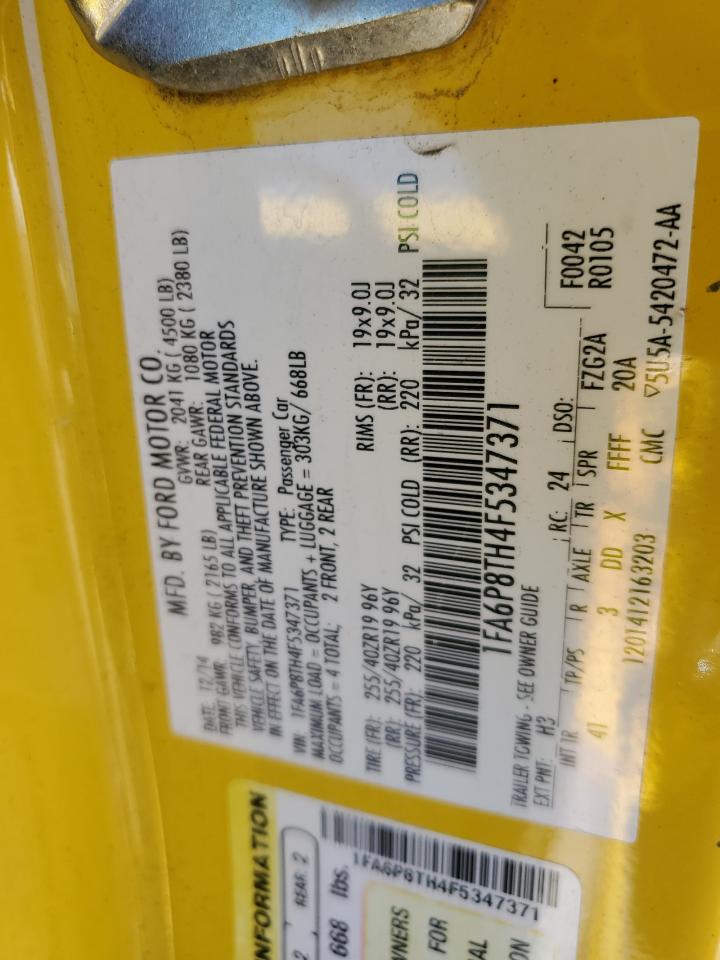 MFD. BY FORD MOTOR CO.
DATE: 12/14 GVWR: 2041 KG ( 4500 LB)
FRONT GAWR: 982 KG ( 2165 LB) REAR GAWR: 1080 KG ( 2380 LB)
THIS VEHICLE CONFORMS TO ALL APPLICABLE FEDERAL MOTOR
VEHICLE SAFETY, BUMPER, AND THEFT PREVENTION STANDARDS
IN EFFECT ON THE DATE OF MANUFACTURE SHOWN ABOVE.
VIN: 1FA6P8TH4F5347371 TYPE: Passenger Car
MAXIMUM LOAD = OCCUPANTS + LUGGAGE = 303KG/ 668LB
OCCUPANTS = 4 TOTAL: 2 FRONT, 2 REAR
TIRE (FR): 255/40ZR19 96Y RIMS (FR): 19x9.0J
(RR): 255/40ZR19 96Y (RR): 19x9.0J
PRESSURE (FR): 220 kPa/ 32 PSI COLD (RR): 220 kPa/ 32 PSI COLD
1FA6P8TH4F5347371
TRAILER TOWING - SEE OWNER GUIDE
EXT PNT: H3 RC: 24 DSO: F0042
R0105
INT TR TP/PS R AXLE TR SPR FZG2A
41 3 DD X FFFF 20A
1201412163203 CMC ▽5U5A-5420472-AA
NFORMATION
2 REAR 2
668 lbs.
1FA6P8TH4F5347371
WNERS
FOR
AL
ON